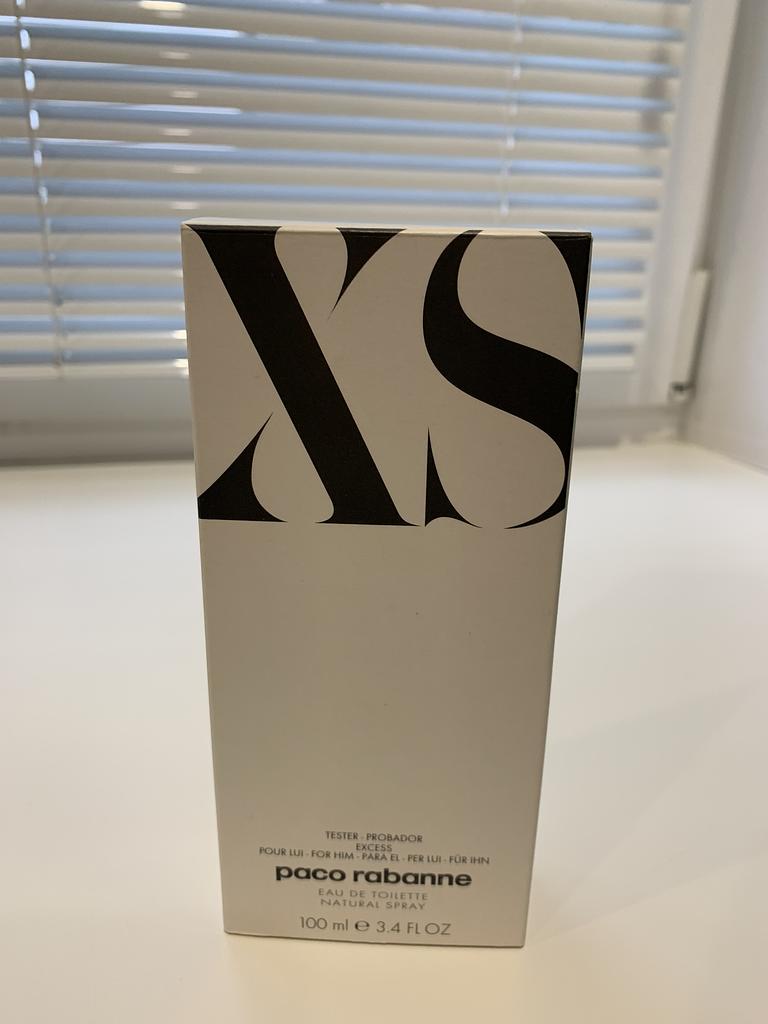 XS
TESTER - PROBADOR
EXCESS
POUR LUI - FOR HIM - PARA EL - PER LUI - FÜR IHN
paco rabanne
EAU DE TOILETTE
NATURAL SPRAY
100 ml ℮ 3.4 FL OZ